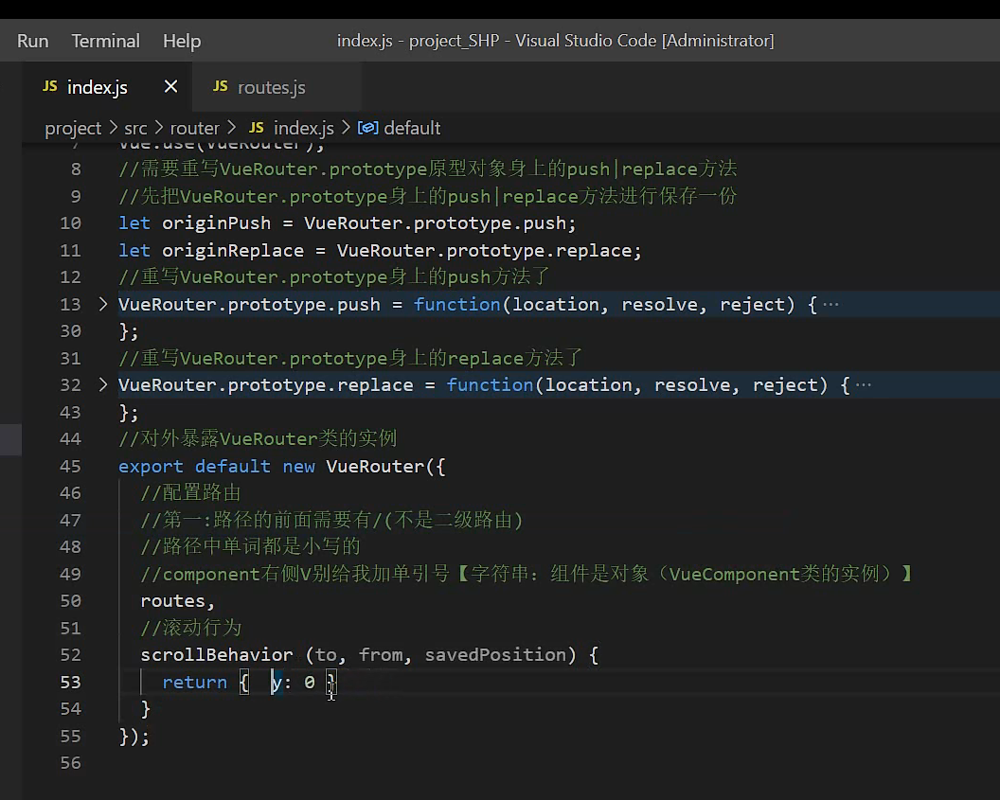 Run Terminal Help index.js - project_SHP - Visual Studio Code [Administrator]
JS index.js × JS routes.js
project > src > router > JS index.js > default
7 Vue.use(VueRouter);
8 //需要重写VueRouter.prototype原型对象身上的push|replace方法
9 //先把VueRouter.prototype身上的push|replace方法进行保存一份
10 let originPush = VueRouter.prototype.push;
11 let originReplace = VueRouter.prototype.replace;
12 //重写VueRouter.prototype身上的push方法了
13 > VueRouter.prototype.push = function(location, resolve, reject) {···
30 };
31 //重写VueRouter.prototype身上的replace方法了
32 > VueRouter.prototype.replace = function(location, resolve, reject) {···
43 };
44 //对外暴露VueRouter类的实例
45 export default new VueRouter({
46 //配置路由
47 //第一:路径的前面需要有/(不是二级路由)
48 //路径中单词都是小写的
49 //component右侧V别给我加单引号【字符串：组件是对象（VueComponent类的实例）】
50 routes,
51 //滚动行为
52 scrollBehavior (to, from, savedPosition) {
53 return { y: 0 }
54 }
55 });
56